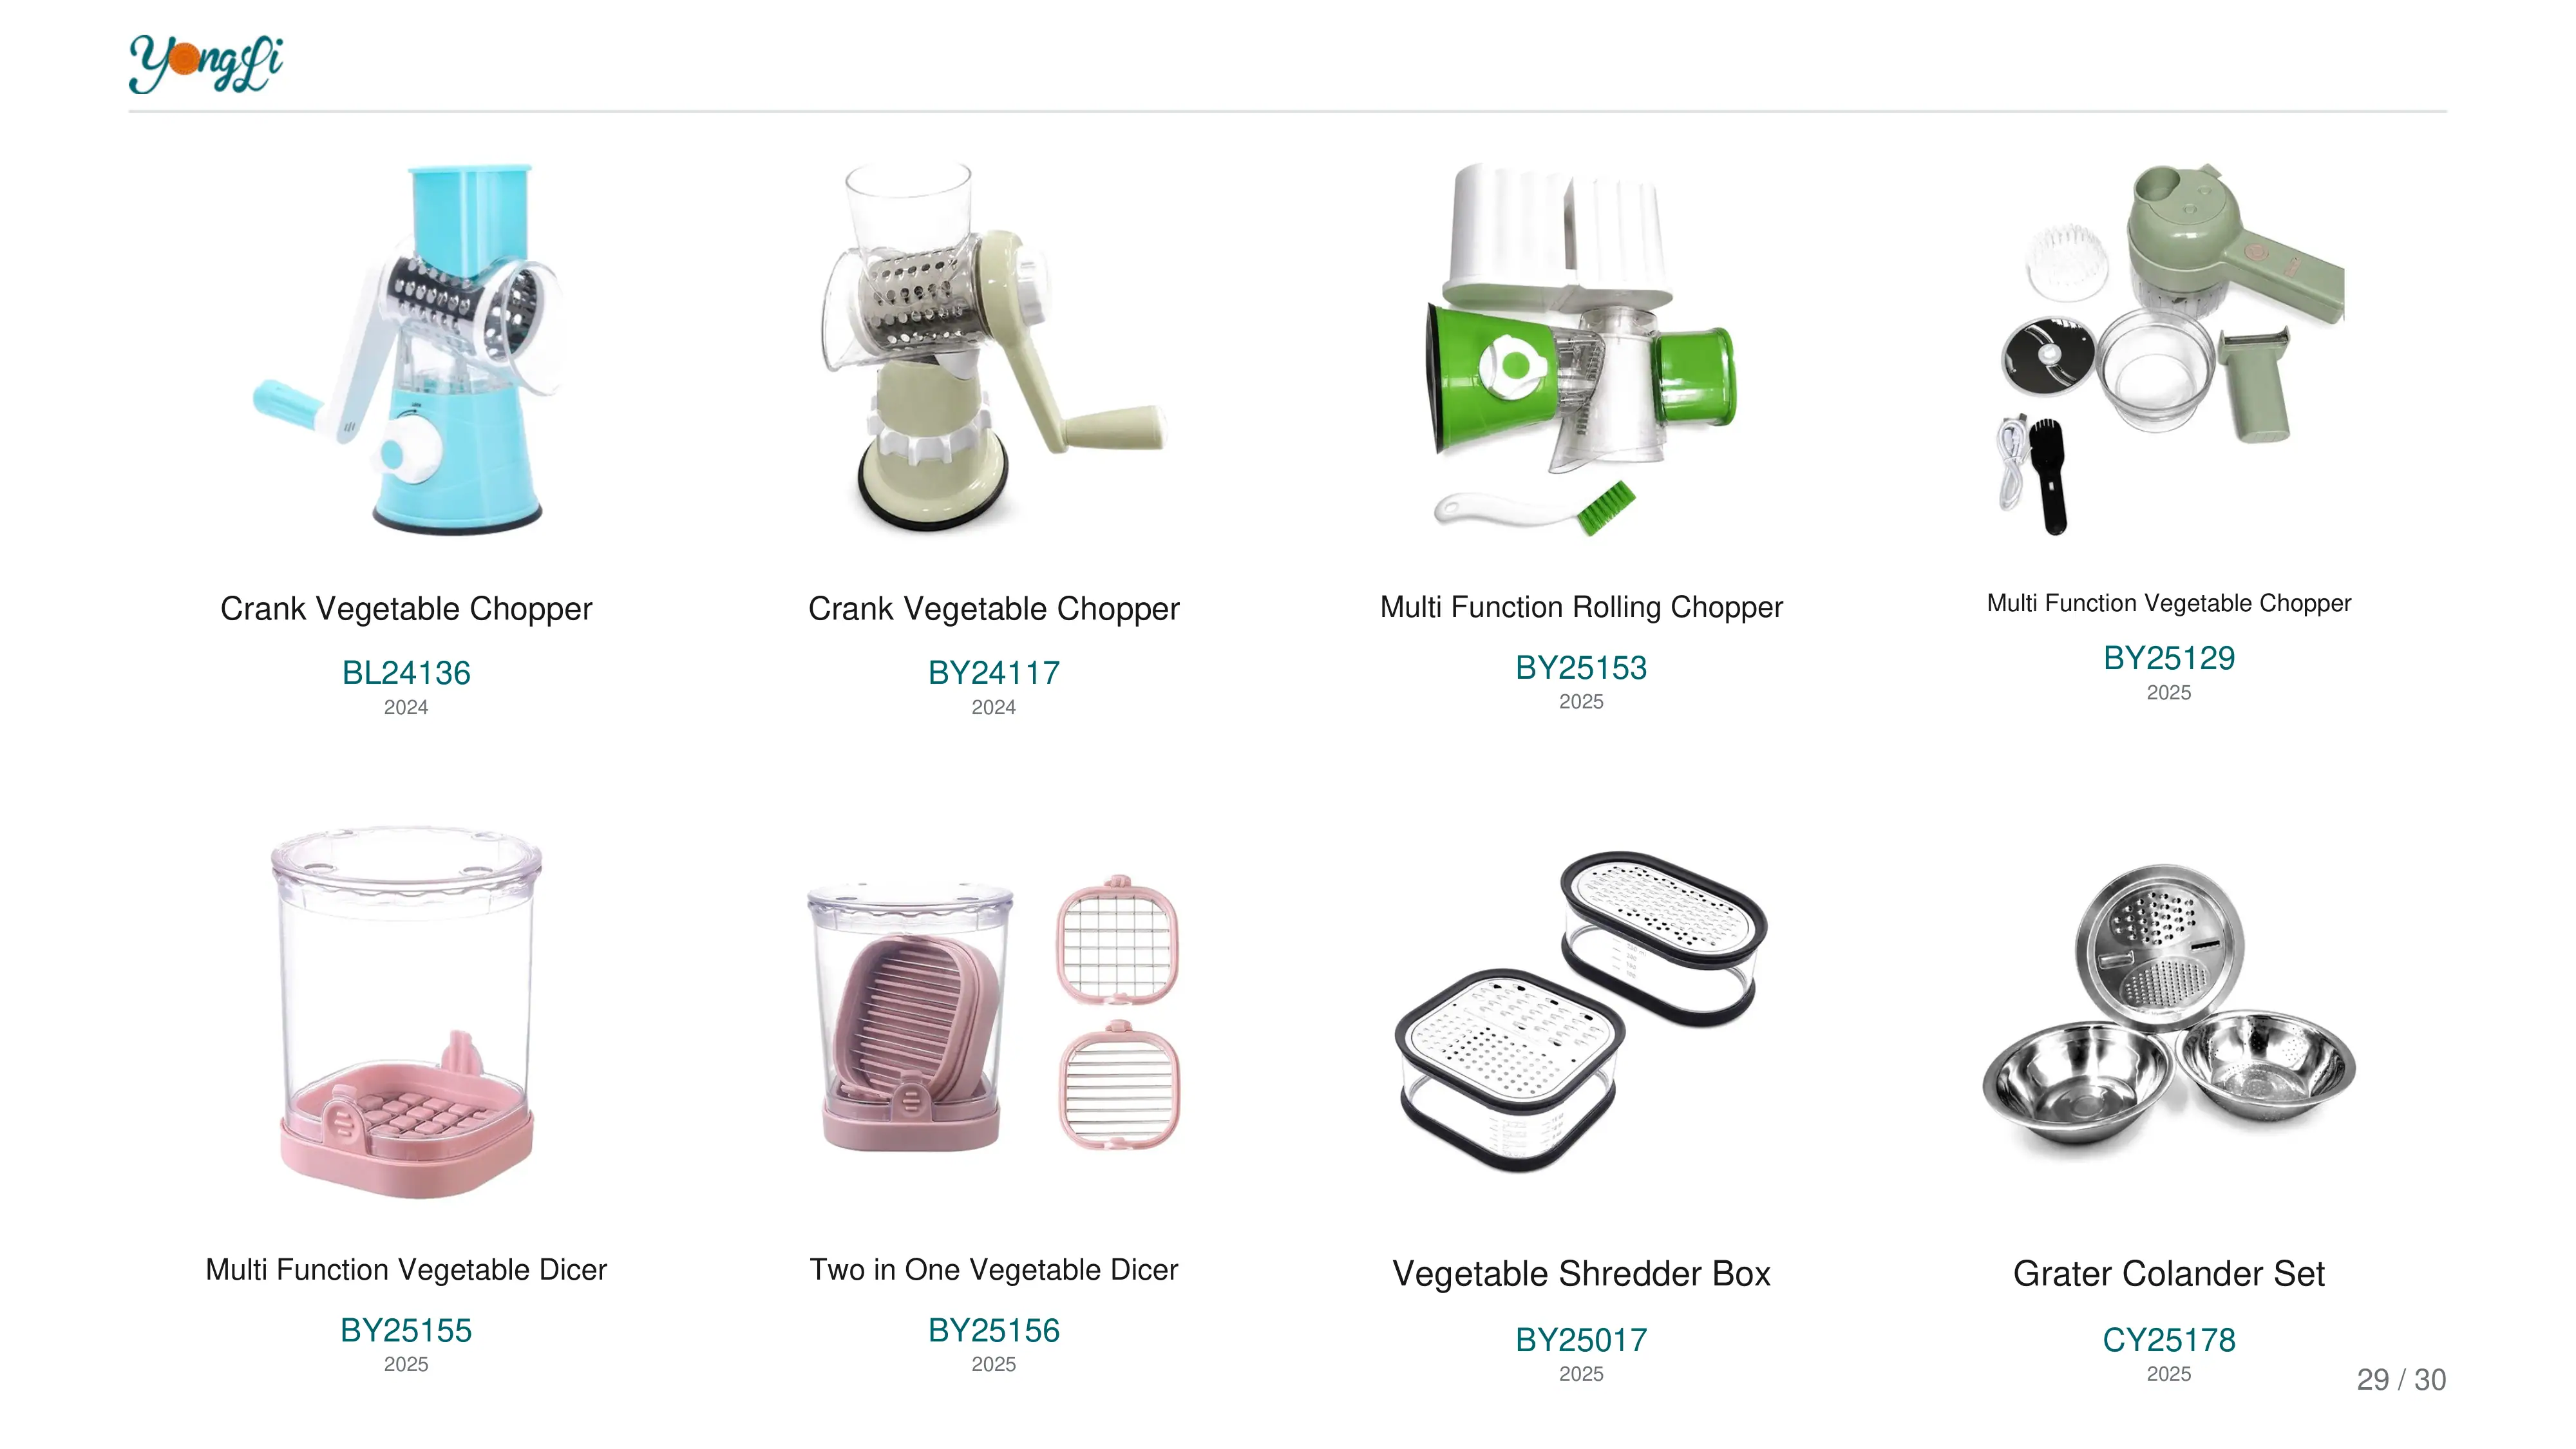 YongLi
Crank Vegetable Chopper
BL24136
2024
Crank Vegetable Chopper
BY24117
2024
Multi Function Rolling Chopper
BY25153
2025
Multi Function Vegetable Chopper
BY25129
2025
Multi Function Vegetable Dicer
BY25155
2025
Two in One Vegetable Dicer
BY25156
2025
Vegetable Shredder Box
BY25017
2025
Grater Colander Set
CY25178
2025
29 / 30